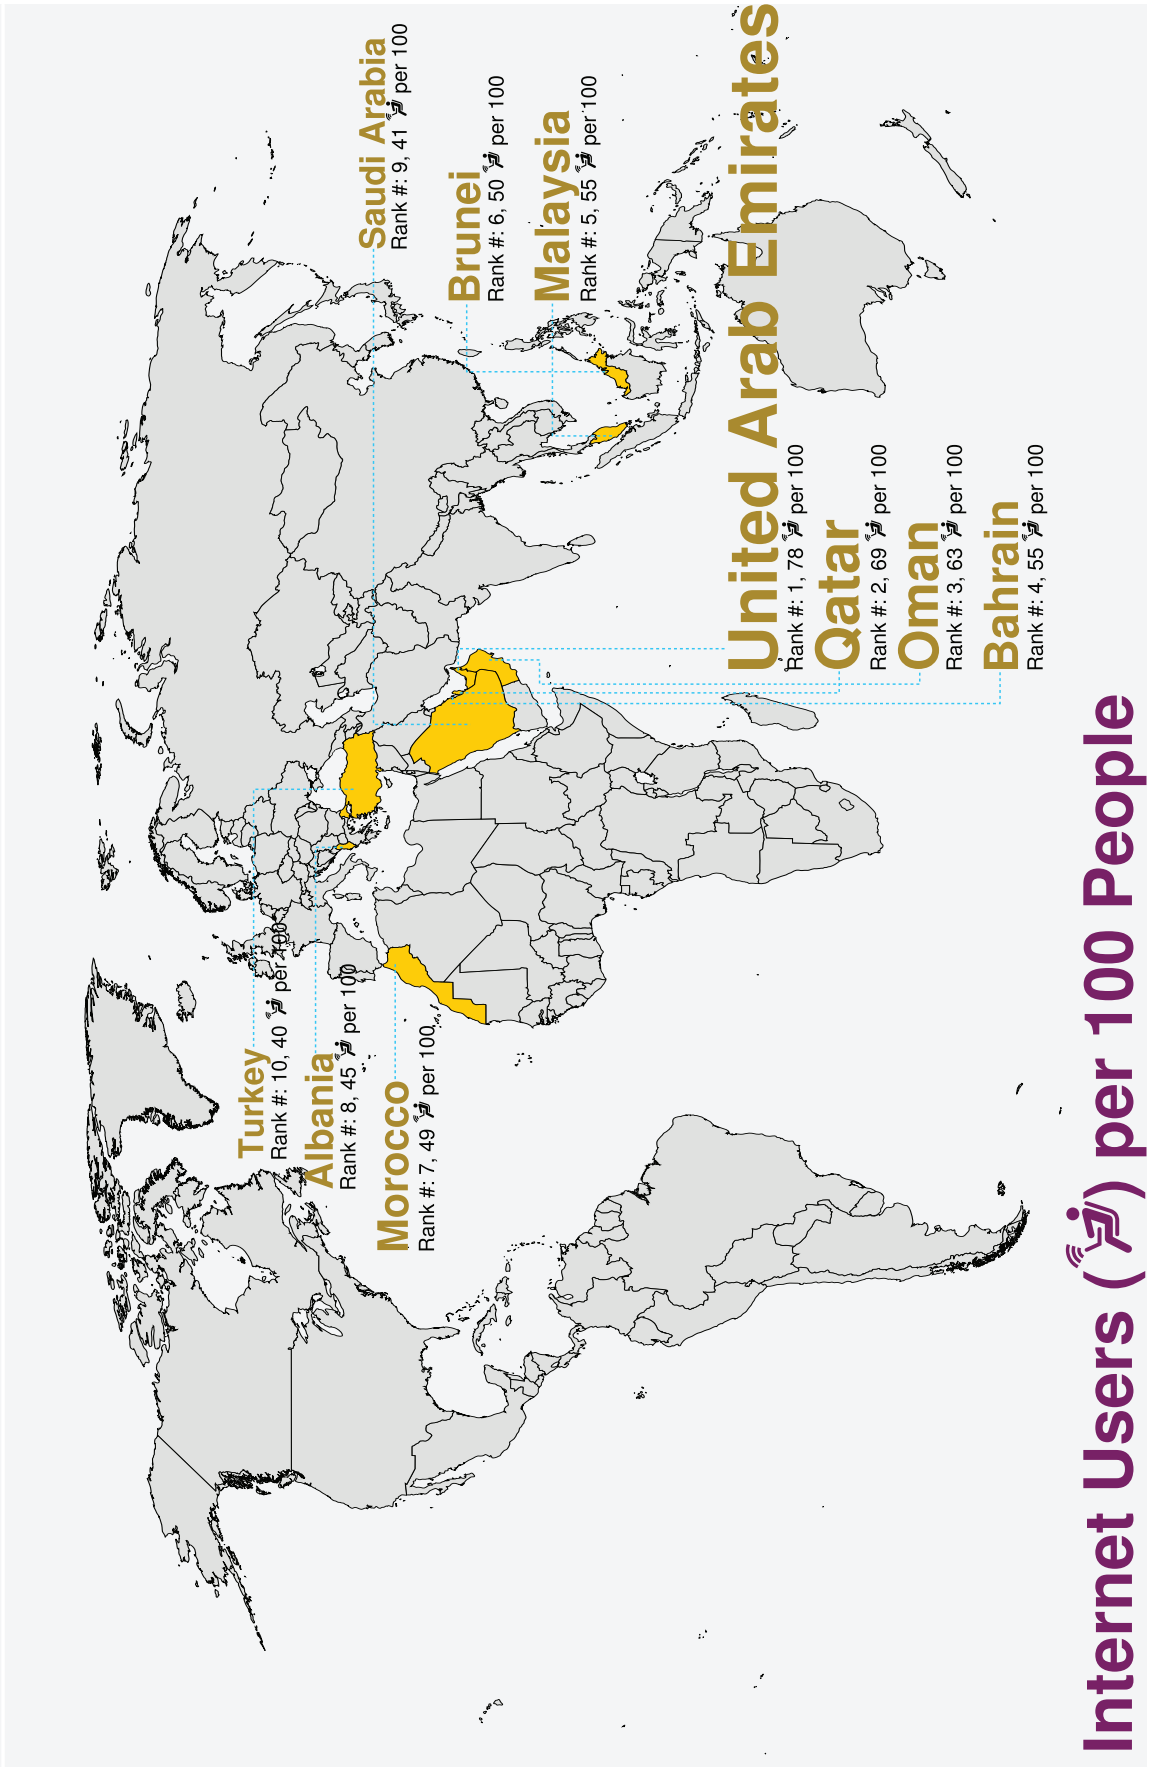 Saudi Arabia
Rank #: 9, 41 per 100
Brunei
Rank #: 6, 50 per 100
Malaysia
Rank #: 5, 55 per 100
United Arab Emirates
Rank #: 1, 78 per 100
Qatar
Rank #: 2, 69 per 100
Oman
Rank #: 3, 63 per 100
Bahrain
Rank #: 4, 55 per 100
Turkey
Rank #: 10, 40 per 100
Albania
Rank #: 8, 45 per 100
Morocco
Rank #: 7, 49 per 100
Internet Users ( ) per 100 People